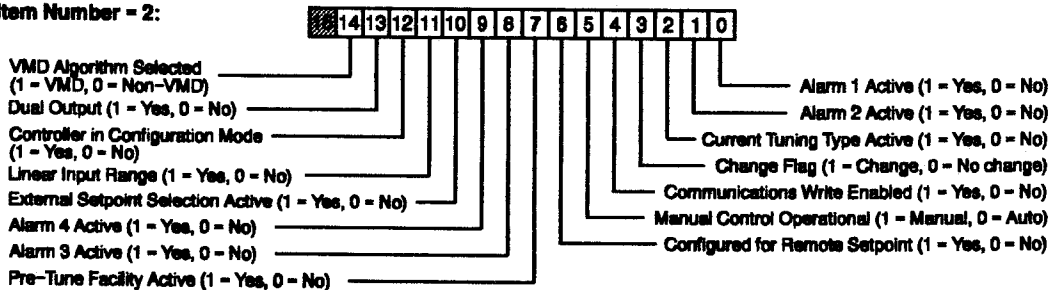 Item Number = 2:
15 14 13 12 11 10 9 8 7 6 5 4 3 2 1 0
VMD Algorithm Selected
(1 = VMD, 0 = Non-VMD)
Dual Output (1 = Yes, 0 = No)
Controller in Configuration Mode
(1 = Yes, 0 = No)
Linear Input Range (1 = Yes, 0 = No)
External Setpoint Selection Active (1 = Yes, 0 = No)
Alarm 4 Active (1 = Yes, 0 = No)
Alarm 3 Active (1 = Yes, 0 = No)
Pre-Tune Facility Active (1 = Yes, 0 = No)
Alarm 1 Active (1 = Yes, 0 = No)
Alarm 2 Active (1 = Yes, 0 = No)
Current Tuning Type Active (1 = Yes, 0 = No)
Change Flag (1 = Change, 0 = No change)
Communications Write Enabled (1 = Yes, 0 = No)
Manual Control Operational (1 = Manual, 0 = Auto)
Configured for Remote Setpoint (1 = Yes, 0 = No)